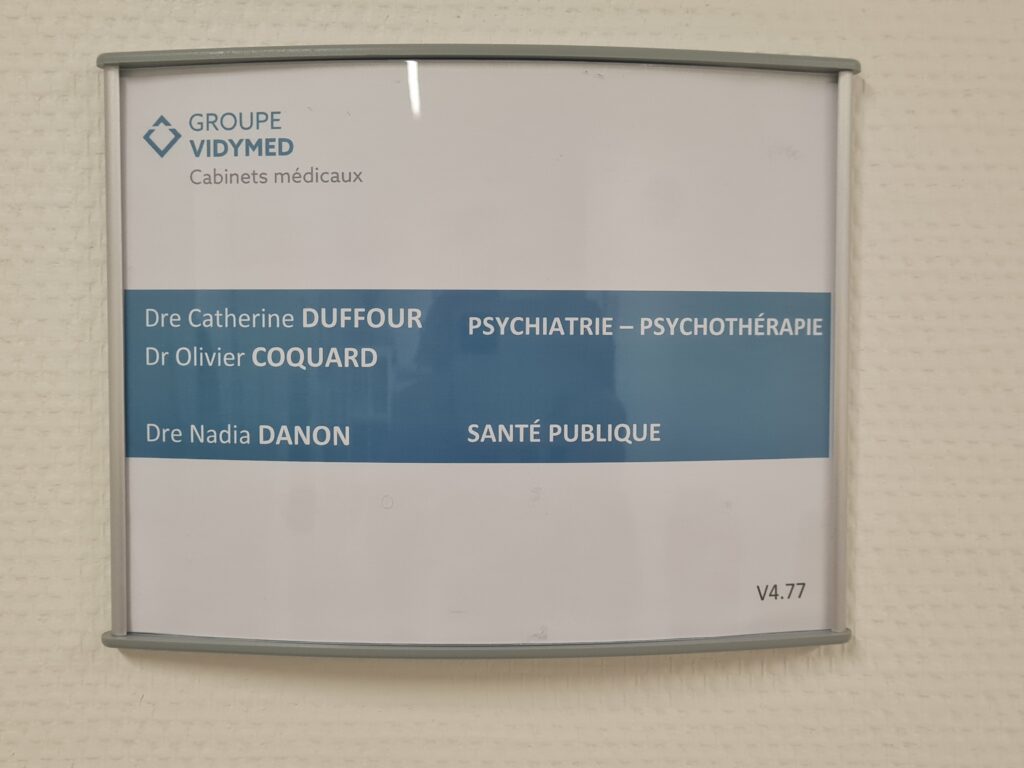 GROUPE
VIDYMED
Cabinets médicaux
Dre Catherine DUFFOUR PSYCHIATRIE – PSYCHOTHÉRAPIE
Dr Olivier COQUARD
Dre Nadia DANON SANTÉ PUBLIQUE
V4.77